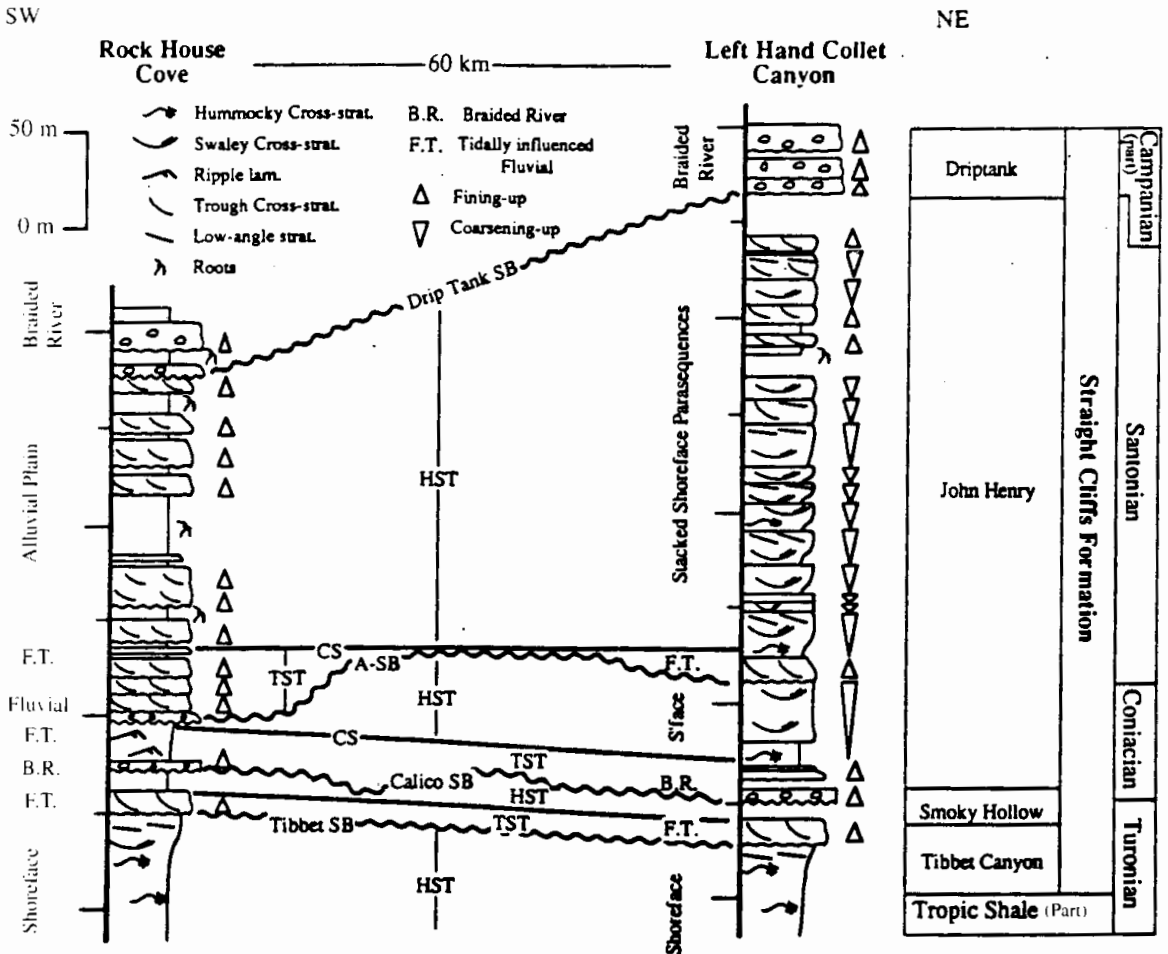 SW
NE
Rock House
Cove
60 km
Left Hand Collet
Canyon
50 m
0 m
Hummocky Cross-strat.
Swaley Cross-strat.
Ripple lam.
Trough Cross-strat.
Low-angle strat.
Roots
B.R. Braided River
F.T. Tidally influenced
Fluvial
Fining-up
Coarsening-up
Braided
River
Alluvial Plain
F.T.
Fluvial
F.T.
B.R.
F.T.
Shoreface
Drip Tank SB
HST
CS
TST
A-SB
HST
F.T.
CS
TST
Calico SB
HST
B.R.
Tibbet SB
TST
F.T.
HST
Braided
River
Stacked Shoreface Parasequences
S'face
Shoreface
Driptank
John Henry
Smoky Hollow
Tibbet Canyon
Tropic Shale (Part)
Straight Cliffs Formation
Campanian
(part)
Santonian
Coniacian
Turonian